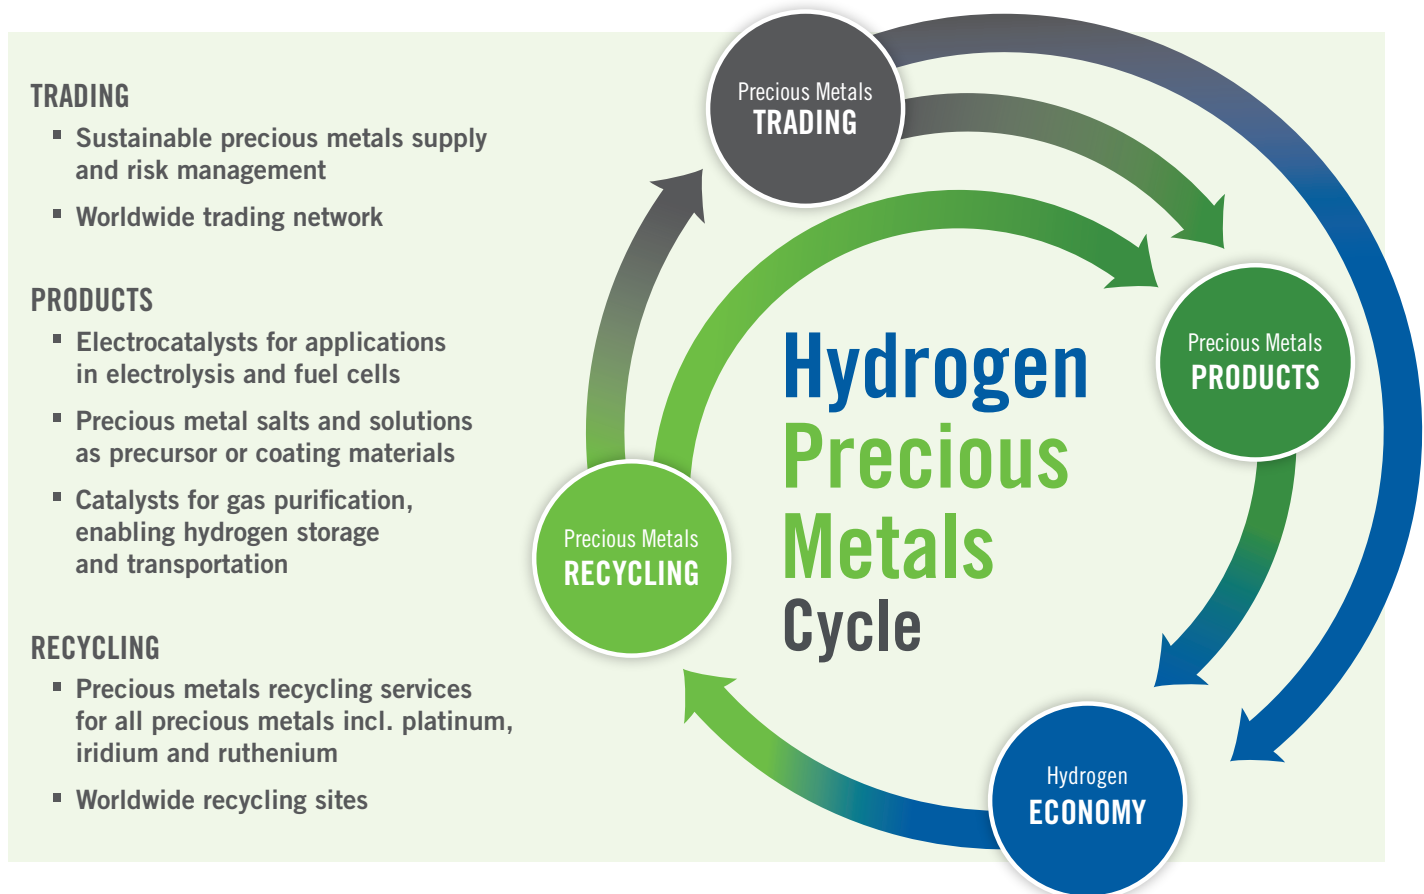 TRADING
▪ Sustainable precious metals supply
and risk management
▪ Worldwide trading network
PRODUCTS
▪ Electrocatalysts for applications
in electrolysis and fuel cells
▪ Precious metal salts and solutions
as precursor or coating materials
▪ Catalysts for gas purification,
enabling hydrogen storage
and transportation
RECYCLING
▪ Precious metals recycling services
for all precious metals incl. platinum,
iridium and ruthenium
▪ Worldwide recycling sites
Precious Metals
TRADING
Precious Metals
PRODUCTS
Hydrogen
Precious
Metals
Cycle
Precious Metals
RECYCLING
Hydrogen
ECONOMY